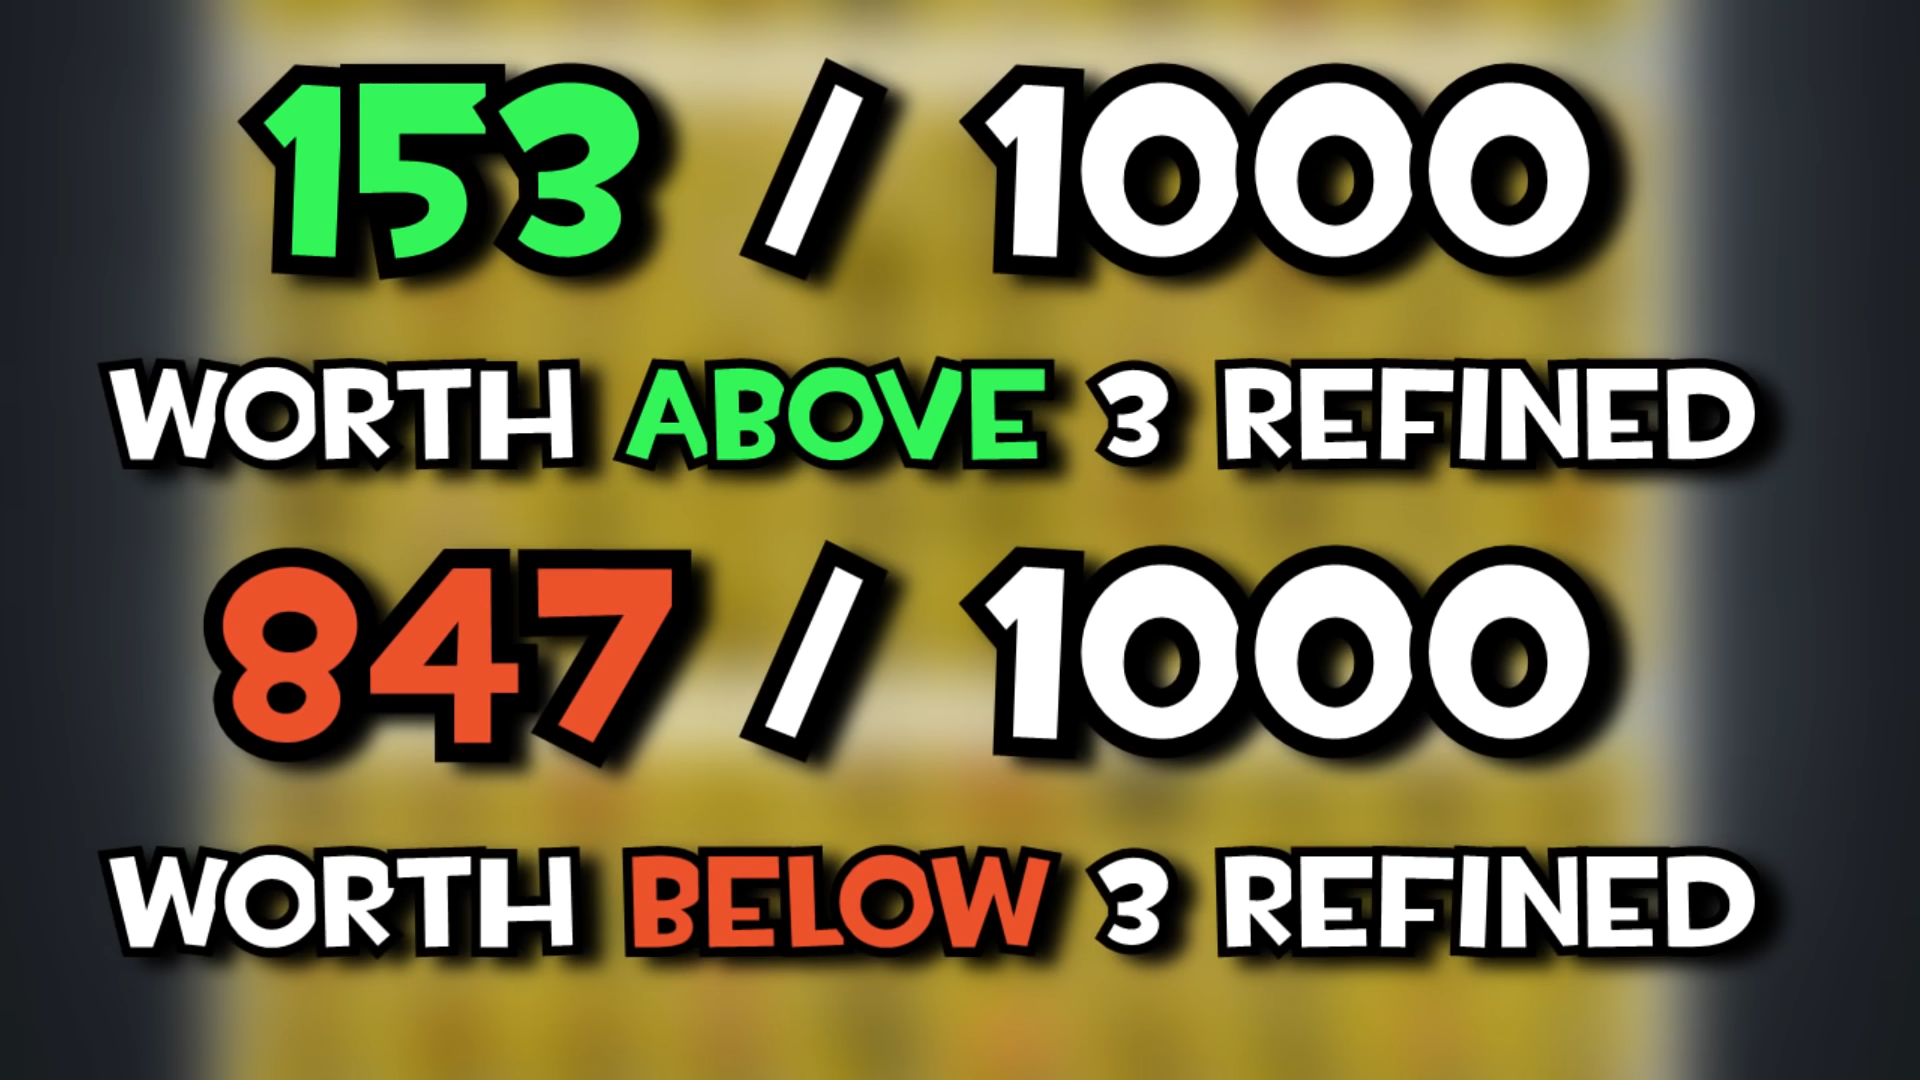 153 / 1000
WORTH ABOVE 3 REFINED
847 / 1000
WORTH BELOW 3 REFINED